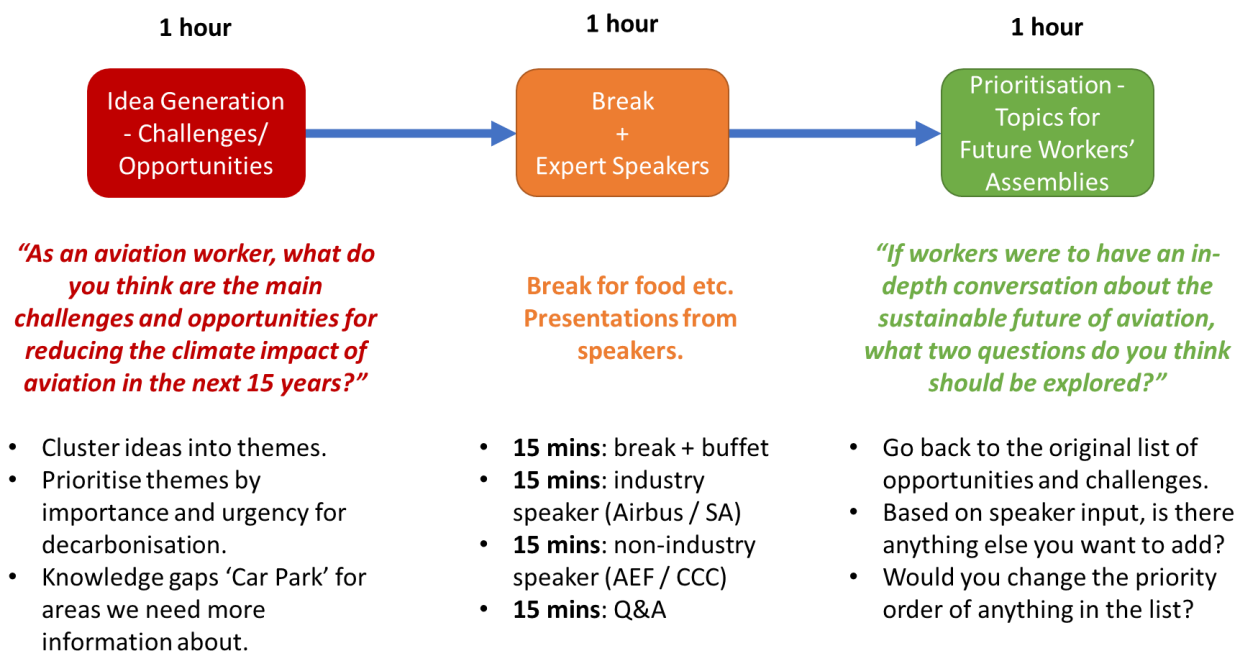 1 hour
Idea Generation
- Challenges/
Opportunities
“As an aviation worker, what do
you think are the main
challenges and opportunities for
reducing the climate impact of
aviation in the next 15 years?”
• Cluster ideas into themes.
• Prioritise themes by
importance and urgency for
decarbonisation.
• Knowledge gaps ‘Car Park’ for
areas we need more
information about.
1 hour
Break
+
Expert Speakers
Break for food etc.
Presentations from
speakers.
• 15 mins: break + buffet
• 15 mins: industry
speaker (Airbus / SA)
• 15 mins: non-industry
speaker (AEF / CCC)
• 15 mins: Q&A
1 hour
Prioritisation -
Topics for
Future Workers’
Assemblies
“If workers were to have an in-
depth conversation about the
sustainable future of aviation,
what two questions do you think
should be explored?”
• Go back to the original list of
opportunities and challenges.
• Based on speaker input, is there
anything else you want to add?
• Would you change the priority
order of anything in the list?